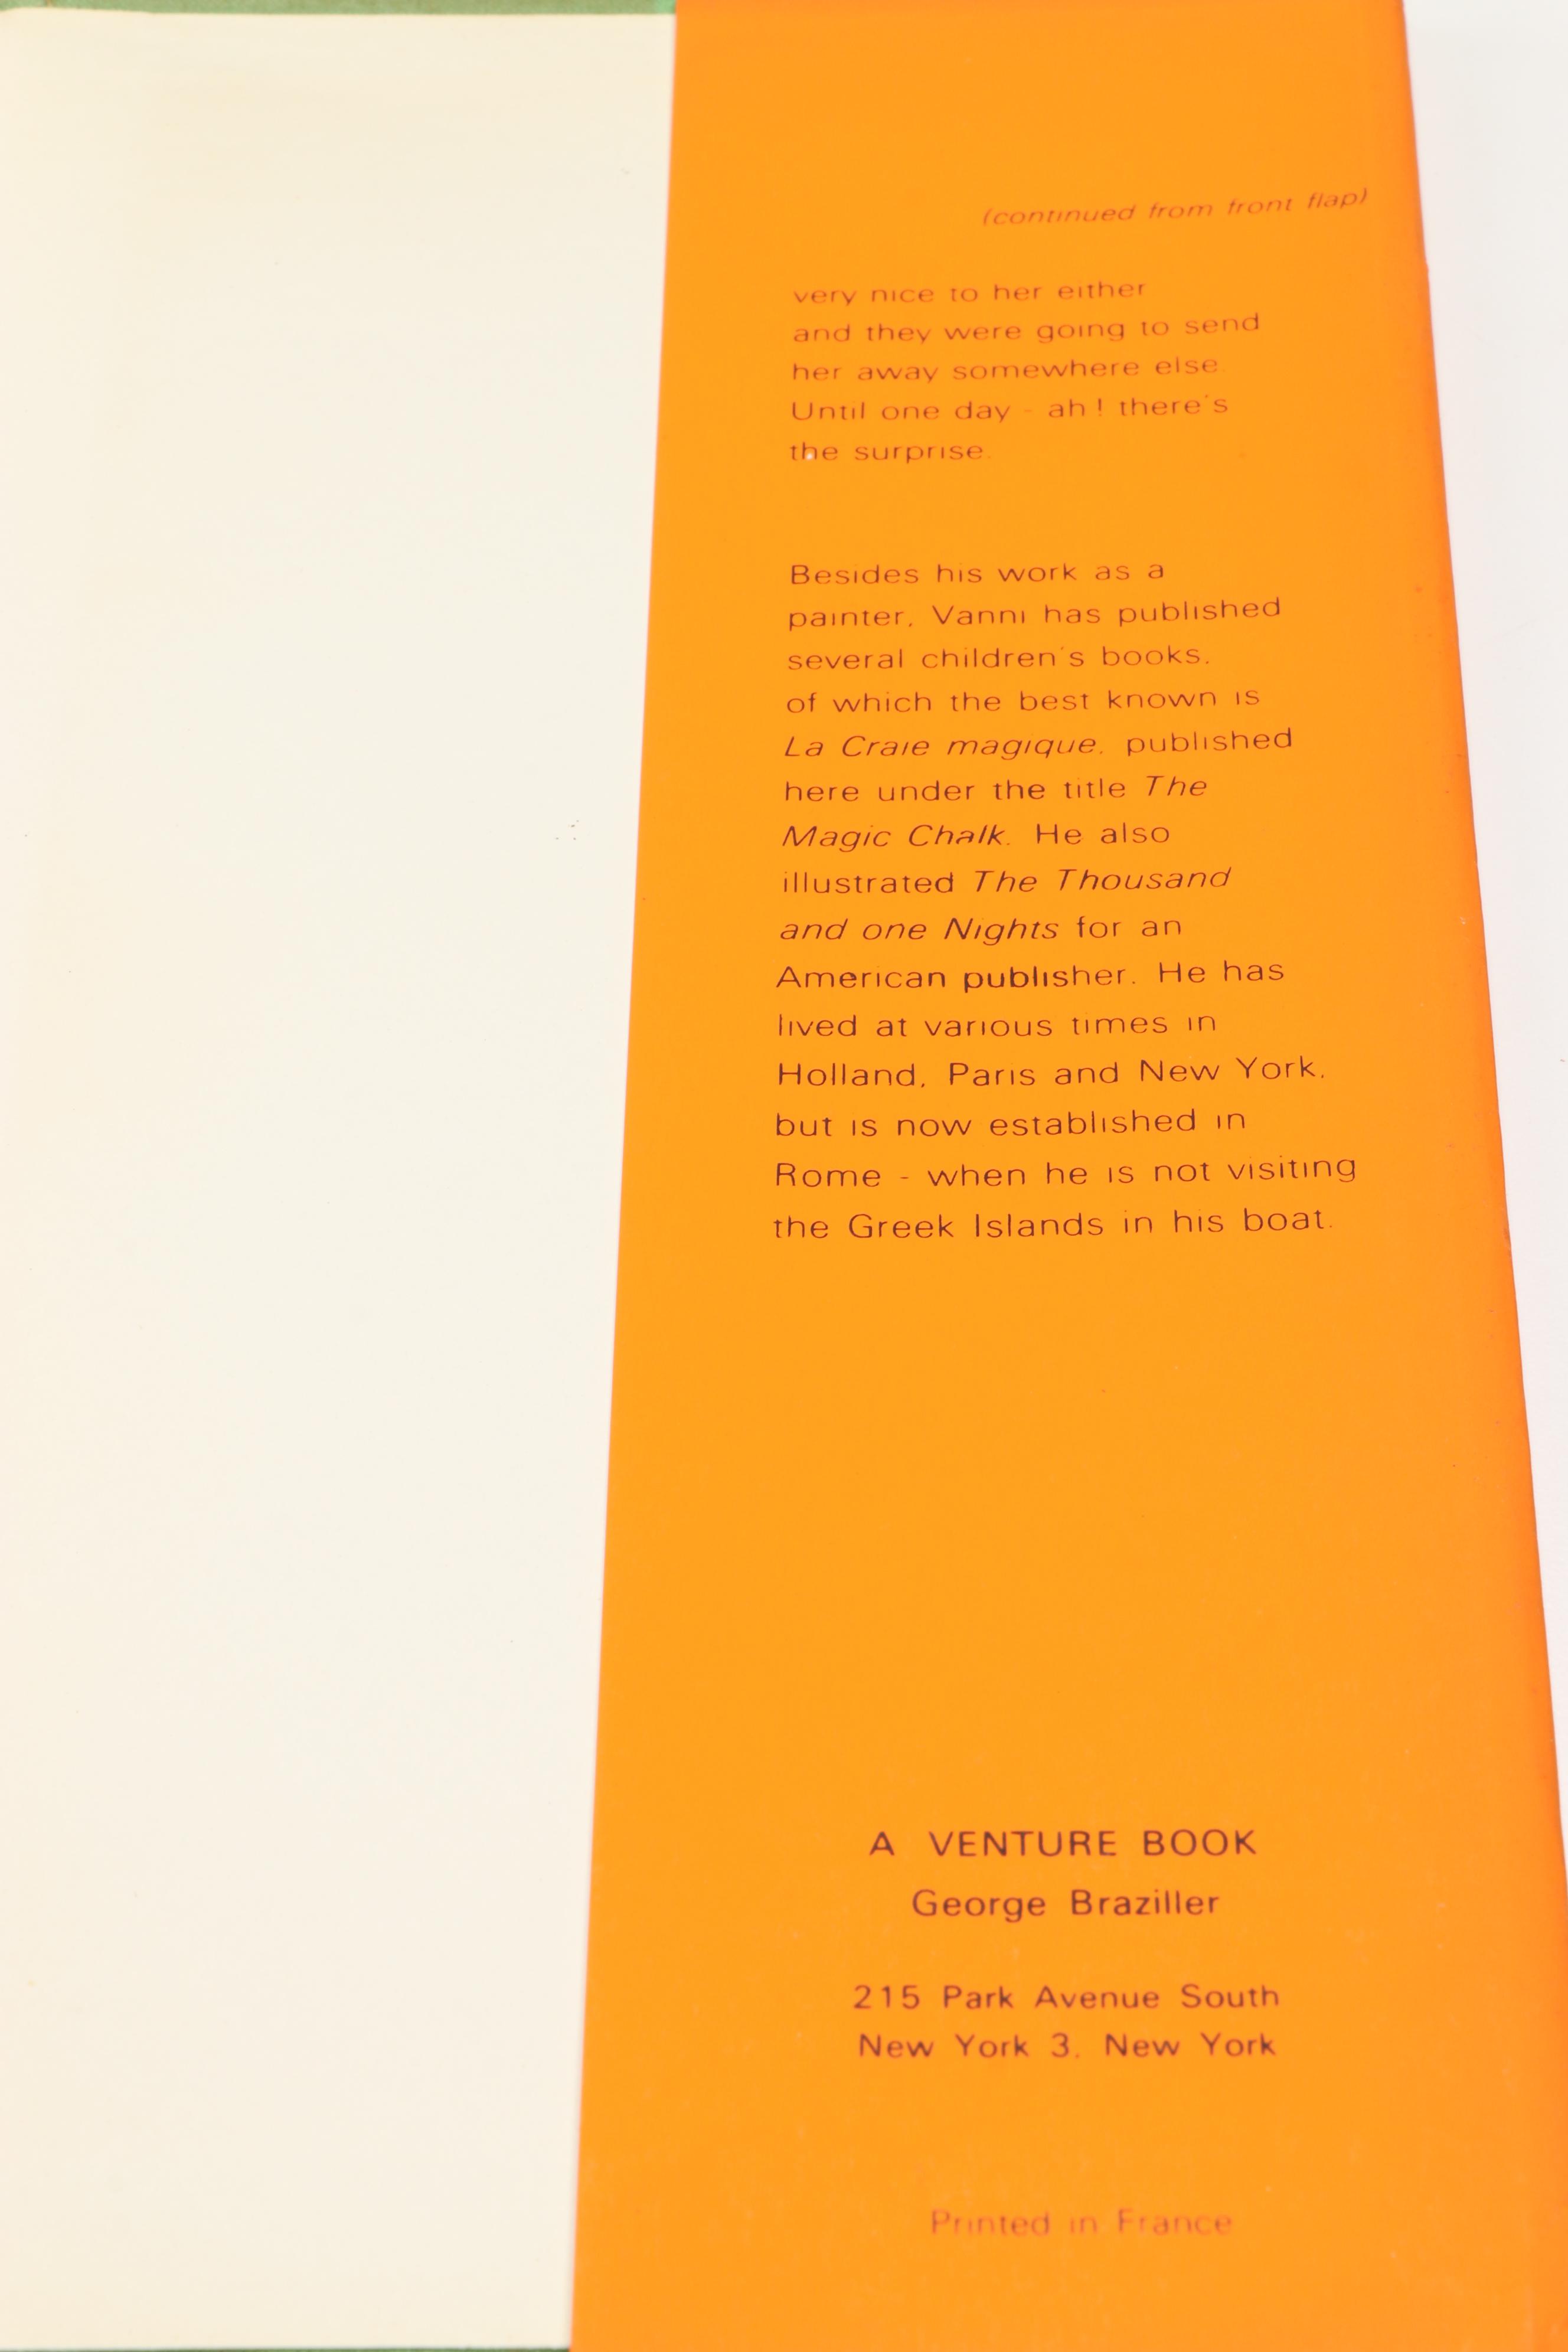 (continued from front flap)
very nice to her either
and they were going to send
her away somewhere else.
Until one day - ah ! there's
the surprise.
Besides his work as a
painter, Vanni has published
several children's books,
of which the best known is
La Craie magique, published
here under the title The
Magic Chalk. He also
illustrated The Thousand
and one Nights for an
American publisher. He has
lived at various times in
Holland, Paris and New York,
but is now established in
Rome - when he is not visiting
the Greek Islands in his boat.
A VENTURE BOOK
George Braziller
215 Park Avenue South
New York 3, New York
Printed in France